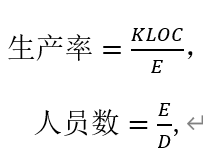 生产率 = KLOC/E,
人员数 = E/D, ↵